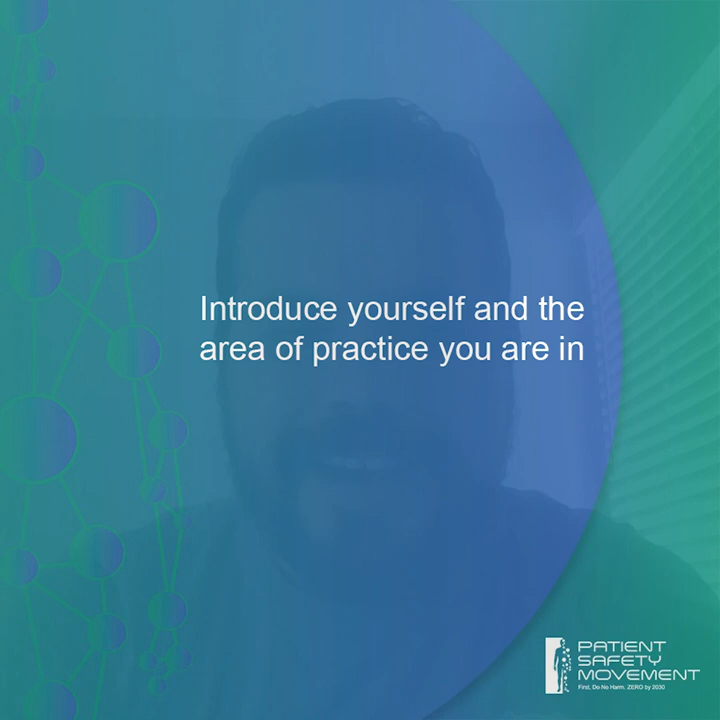 Introduce yourself and the
area of practice you are in
PATIENT
SAFETY
MOVEMENT
First, Do No Harm. ZERO by 2030